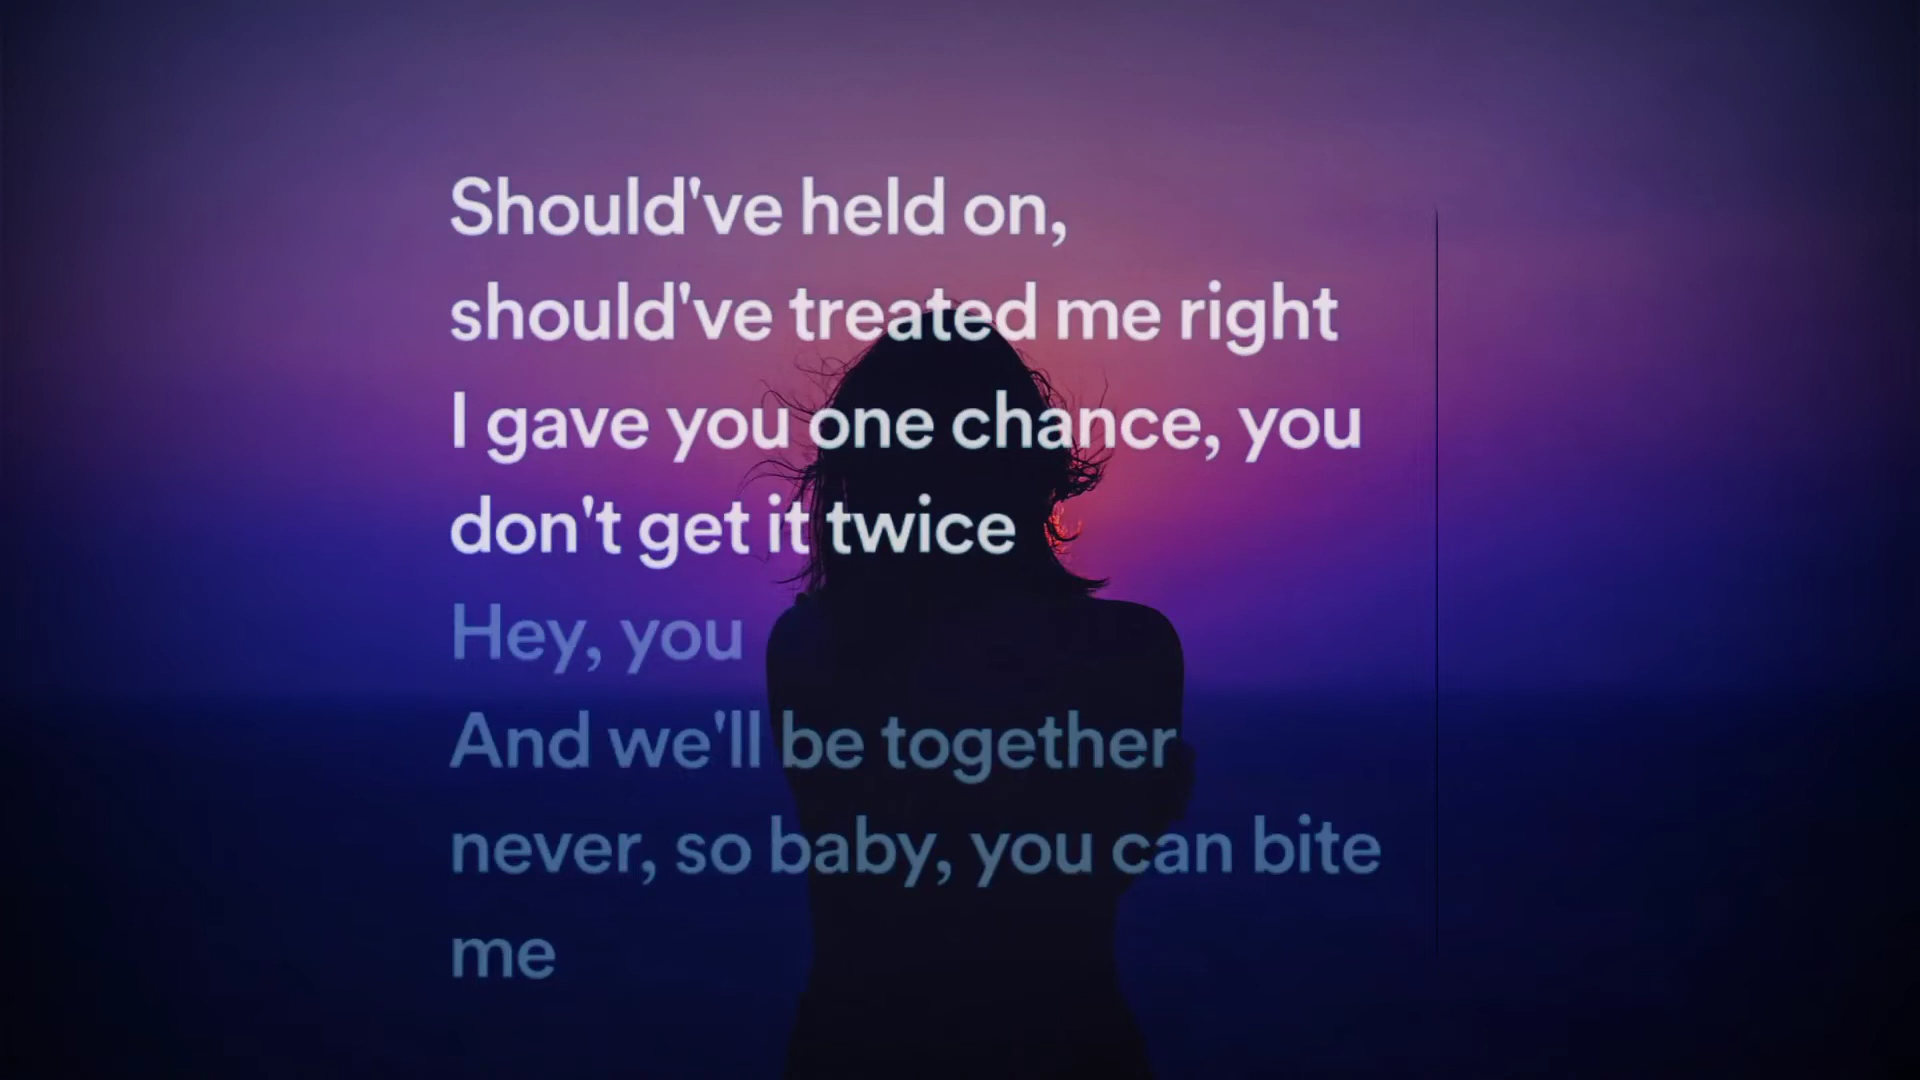 Should've held on,
should've treated me right
I gave you one chance, you
don't get it twice
Hey, you
And we'll be together
never, so baby, you can bite
me